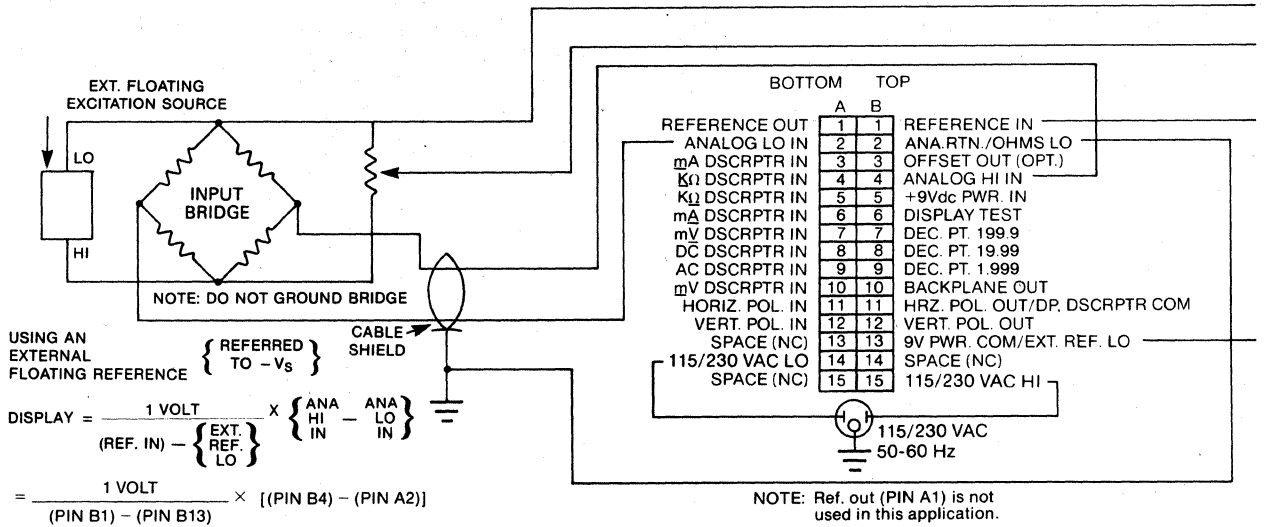 EXT. FLOATING
EXCITATION SOURCE
LO
HI
INPUT
BRIDGE
NOTE: DO NOT GROUND BRIDGE
CABLE
SHIELD
USING AN
EXTERNAL
FLOATING REFERENCE
{ REFERRED
TO - VS }
DISPLAY = 1 VOLT / (REF. IN) - { EXT. REF. LO } X { ANA HI IN - ANA LO IN }
= 1 VOLT / (PIN B1) - (PIN B13) × [(PIN B4) - (PIN A2)]
BOTTOM TOP
A B
REFERENCE OUT 1 1 REFERENCE IN
ANALOG LO IN 2 2 ANA.RTN./OHMS LO
mA DSCRPTR IN 3 3 OFFSET OUT (OPT.)
KΩ DSCRPTR IN 4 4 ANALOG HI IN
KΩ DSCRPTR IN 5 5 +9Vdc PWR. IN
mA DSCRPTR IN 6 6 DISPLAY TEST
mV DSCRPTR IN 7 7 DEC. PT. 199.9
DC DSCRPTR IN 8 8 DEC. PT. 19.99
AC DSCRPTR IN 9 9 DEC. PT. 1.999
mV DSCRPTR IN 10 10 BACKPLANE OUT
HORIZ. POL. IN 11 11 HRZ. POL. OUT/DP, DSCRPTR COM
VERT. POL. IN 12 12 VERT. POL. OUT
SPACE (NC) 13 13 9V PWR. COM/EXT. REF. LO
115/230 VAC LO 14 14 SPACE (NC)
SPACE (NC) 15 15 115/230 VAC HI
115/230 VAC
50-60 Hz
NOTE: Ref. out (PIN A1) is not
used in this application.